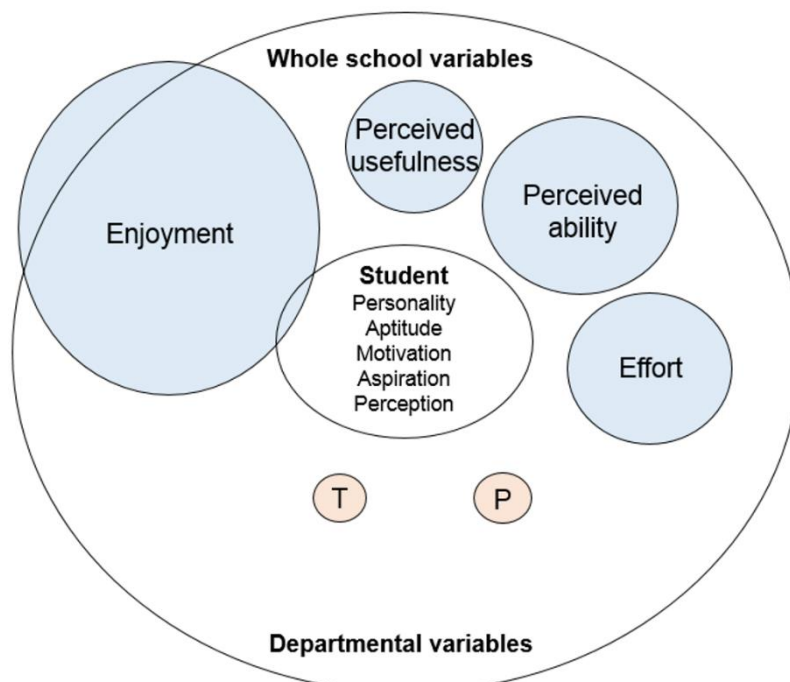 Whole school variables
Perceived
usefulness
Perceived
ability
Enjoyment
Student
Personality
Aptitude
Motivation
Aspiration
Perception
Effort
T
P
Departmental variables